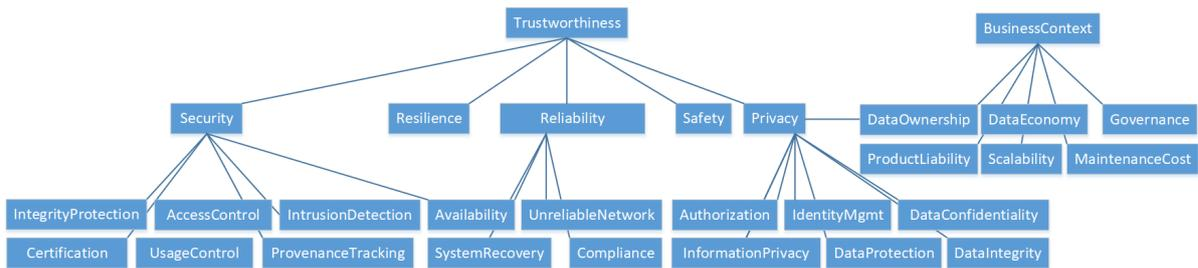 Trustworthiness
BusinessContext
Security
Resilience
Reliability
Safety
Privacy
DataOwnership
DataEconomy
Governance
ProductLiability
Scalability
MaintenanceCost
IntegrityProtection
AccessControl
IntrusionDetection
Availability
UnreliableNetwork
Authorization
IdentityMgmt
DataConfidentiality
Certification
UsageControl
ProvenanceTracking
SystemRecovery
Compliance
InformationPrivacy
DataProtection
DataIntegrity